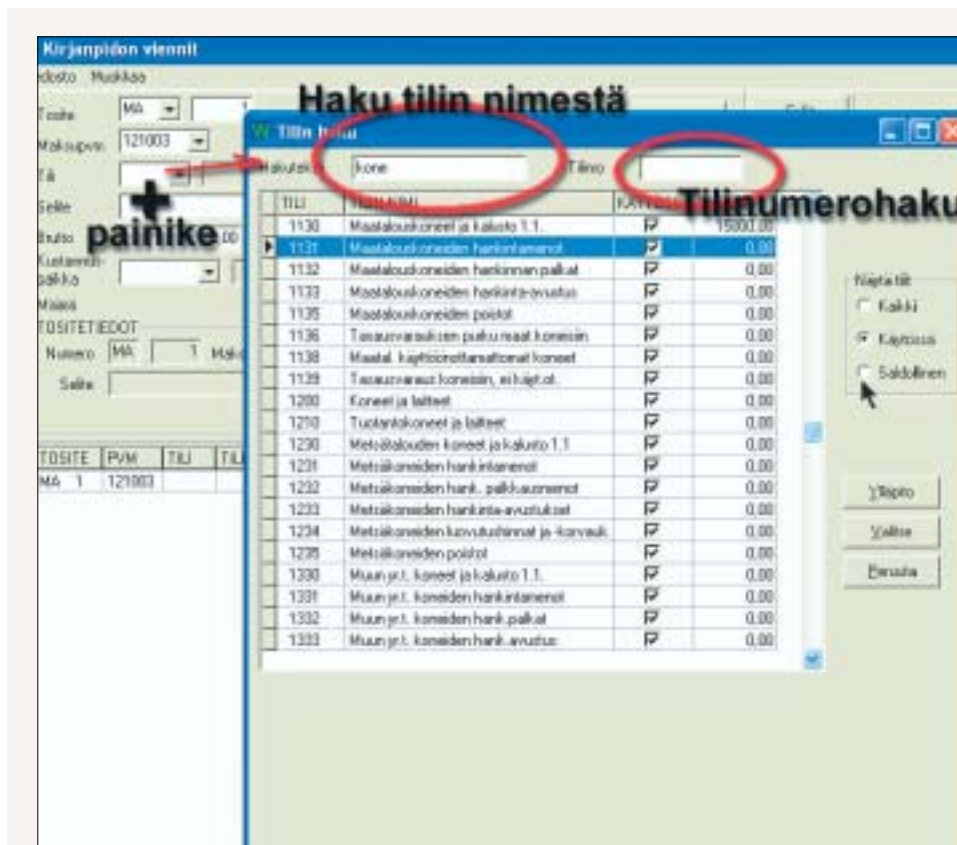 Kirjanpidon viennit
edosto Muokkaa
Haku tilin nimestä
Tosite MA 1
Maksupvm 121003
Tili
Selite
+
painike
Brutto
Kustannus-
paikka
Määrä
TOSITETIEDOT
Numero MA 1
Selite
TOSITE PVM TILI
MA 1 121003
Tilin haku
kone
Tilino
Tilinumerohaku
TILI
1130 Maatalouskoneet ja kalusto 1.1. 15000,00
1131 Maatalouskoneiden hankintamenot 0,00
1132 Maatalouskoneiden hankinnan palkat 0,00
1133 Maatalouskoneiden hankinta-avustus 0,00
1135 Maatalouskoneiden poistot 0,00
1136 Tasausvarauksen purku maat.koneisiin 0,00
1138 Maatal. käyttöönottamattomat koneet 0,00
1139 Tasausvaraus koneisiin, ei käyt.ot. 0,00
1200 Koneet ja laitteet 0,00
1210 Tuotantokoneet ja laitteet 0,00
1230 Metsätalouden koneet ja kalusto 1.1 0,00
1231 Metsäkoneiden hankintamenot 0,00
1232 Metsäkoneiden hank. palkkausmenot 0,00
1233 Metsäkoneiden hankinta-avustukset 0,00
1234 Metsäkoneiden luovutushinnat ja -korvauk. 0,00
1235 Metsäkoneiden poistot 0,00
1330 Muun yr.t. koneet ja kalusto 1.1. 0,00
1331 Muun yr.t. koneiden hankintamenot 0,00
1332 Muun yr.t. koneiden hank.palkat 0,00
1333 Muun yr.t. koneiden hank.avustus 0,00
Näytä tilit
Kaikki
Käytössä
Saldollinen
Ylläpito
Valitse
Peruuta